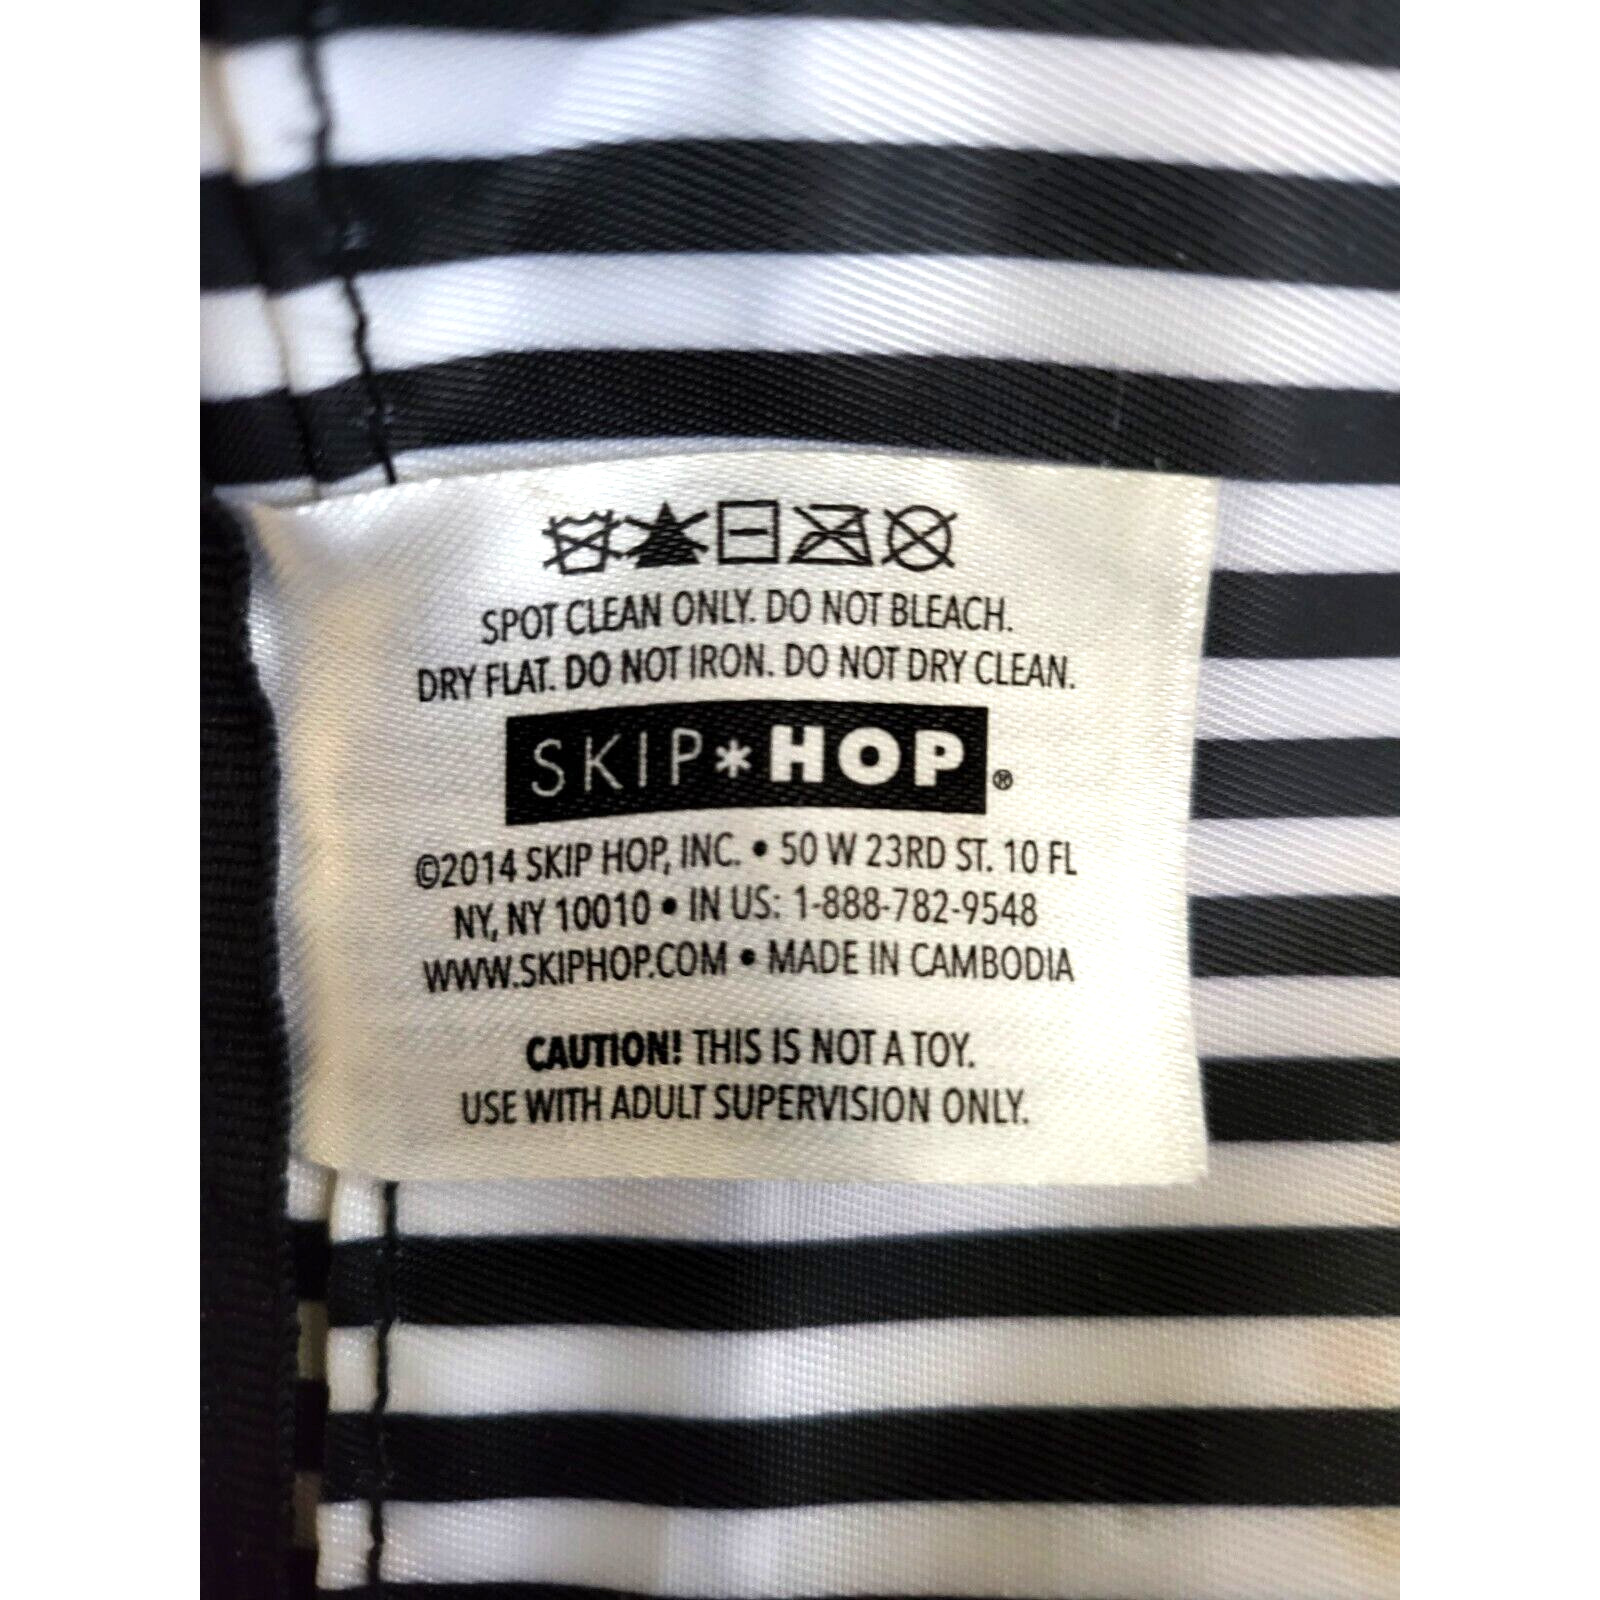 SPOT CLEAN ONLY. DO NOT BLEACH.
DRY FLAT. DO NOT IRON. DO NOT DRY CLEAN.
SKIP*HOP®
©2014 SKIP HOP, INC. • 50 W 23RD ST. 10 FL
NY, NY 10010 • IN US: 1-888-782-9548
WWW.SKIPHOP.COM • MADE IN CAMBODIA
CAUTION! THIS IS NOT A TOY.
USE WITH ADULT SUPERVISION ONLY.